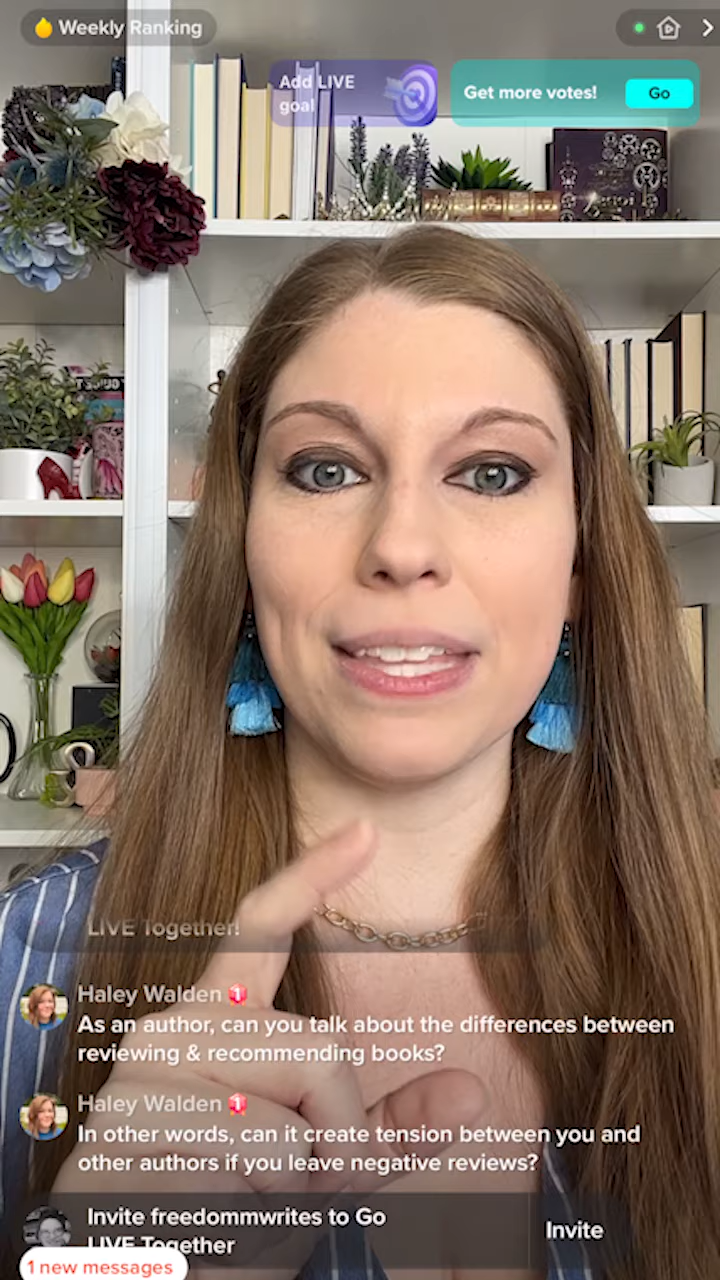 Weekly Ranking
Add LIVE
goal
Get more votes!
Go
LIVE Together!
Haley Walden
As an author, can you talk about the differences between
reviewing & recommending books?
Haley Walden
In other words, can it create tension between you and
other authors if you leave negative reviews?
Invite freedommwrites to Go
LIVE Together
Invite
1 new messages